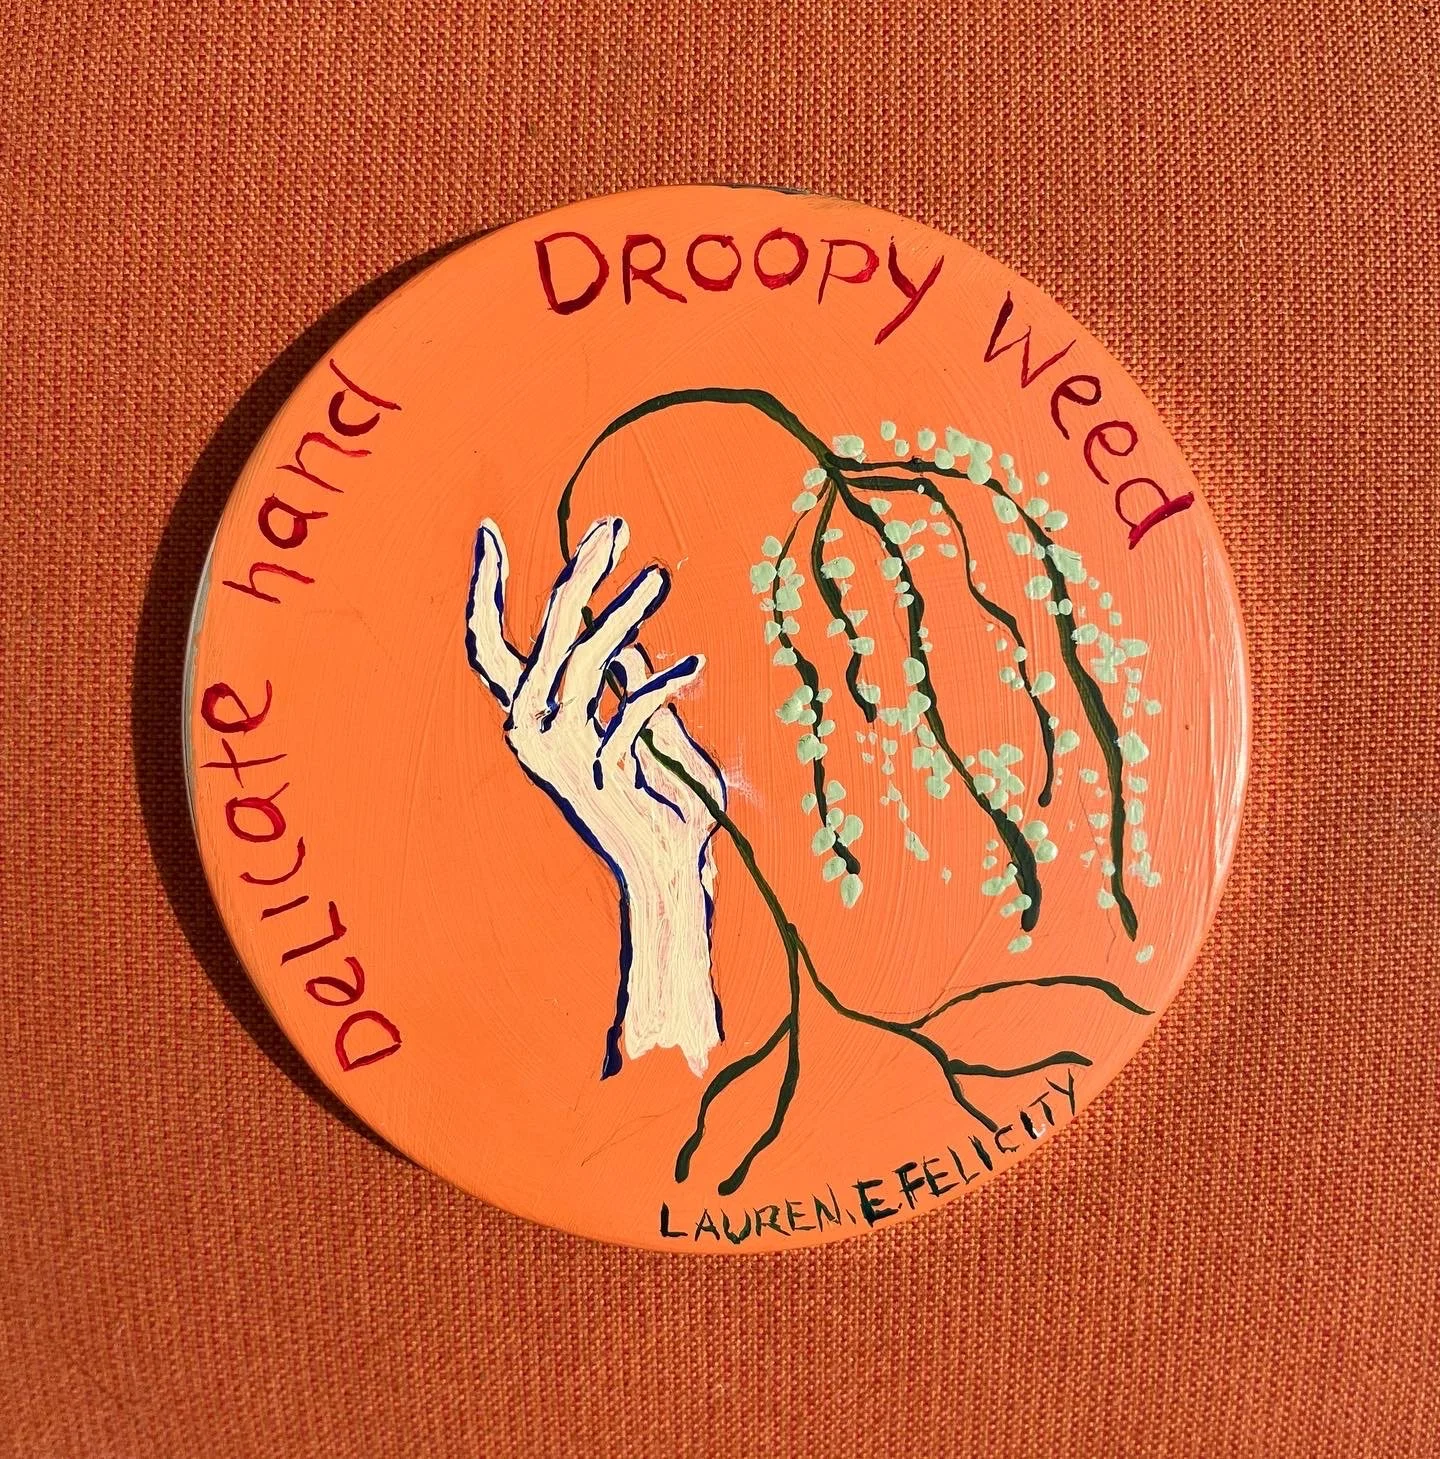 Delicate hand
DROOPY Weed
LAUREN.E.FELICITY